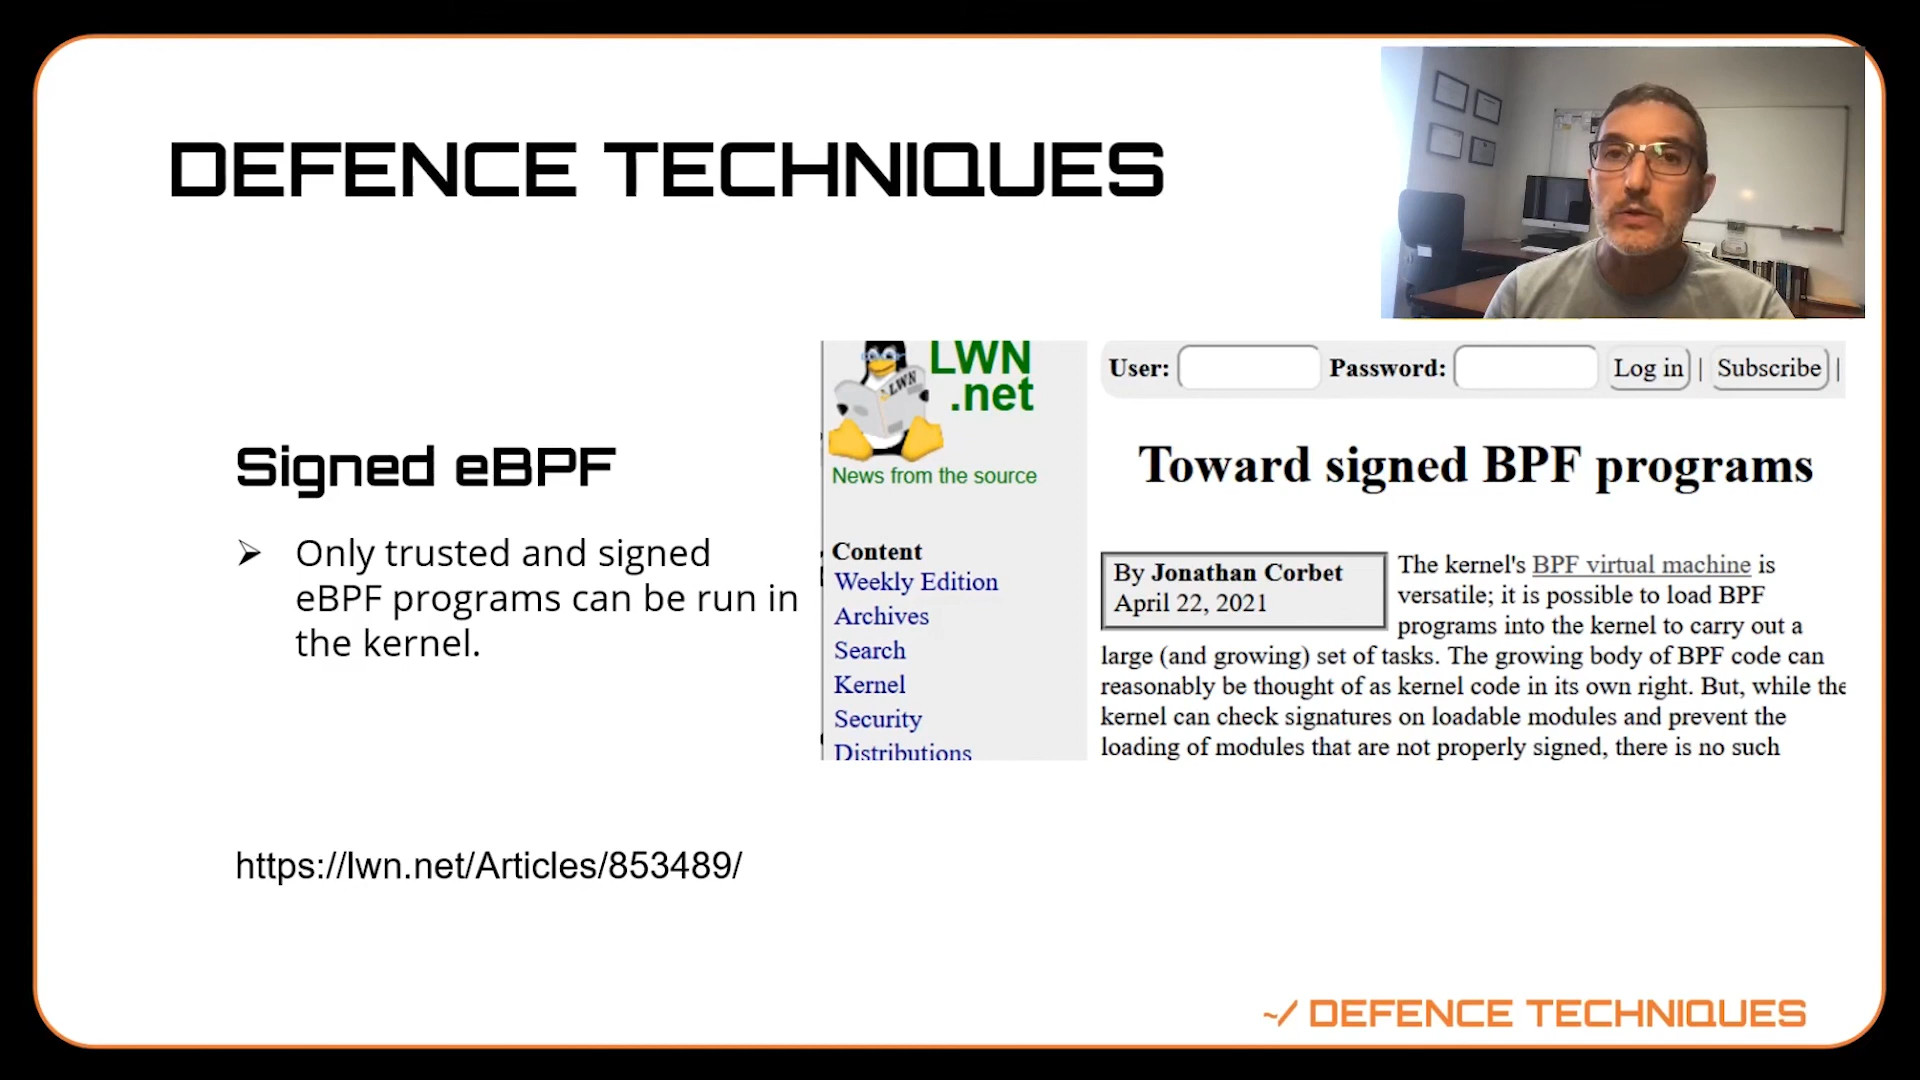 DEFENCE TECHNIQUES
Signed eBPF
➤ Only trusted and signed
eBPF programs can be run in
the kernel.
https://lwn.net/Articles/853489/
LWN
.net
LWN
News from the source
Content
Weekly Edition
Archives
Search
Kernel
Security
Distributions
User: Password: Log in | Subscribe |
Toward signed BPF programs
By Jonathan Corbet
April 22, 2021
The kernel's BPF virtual machine is
versatile; it is possible to load BPF
programs into the kernel to carry out a
large (and growing) set of tasks. The growing body of BPF code can
reasonably be thought of as kernel code in its own right. But, while the
kernel can check signatures on loadable modules and prevent the
loading of modules that are not properly signed, there is no such
~/ DEFENCE TECHNIQUES